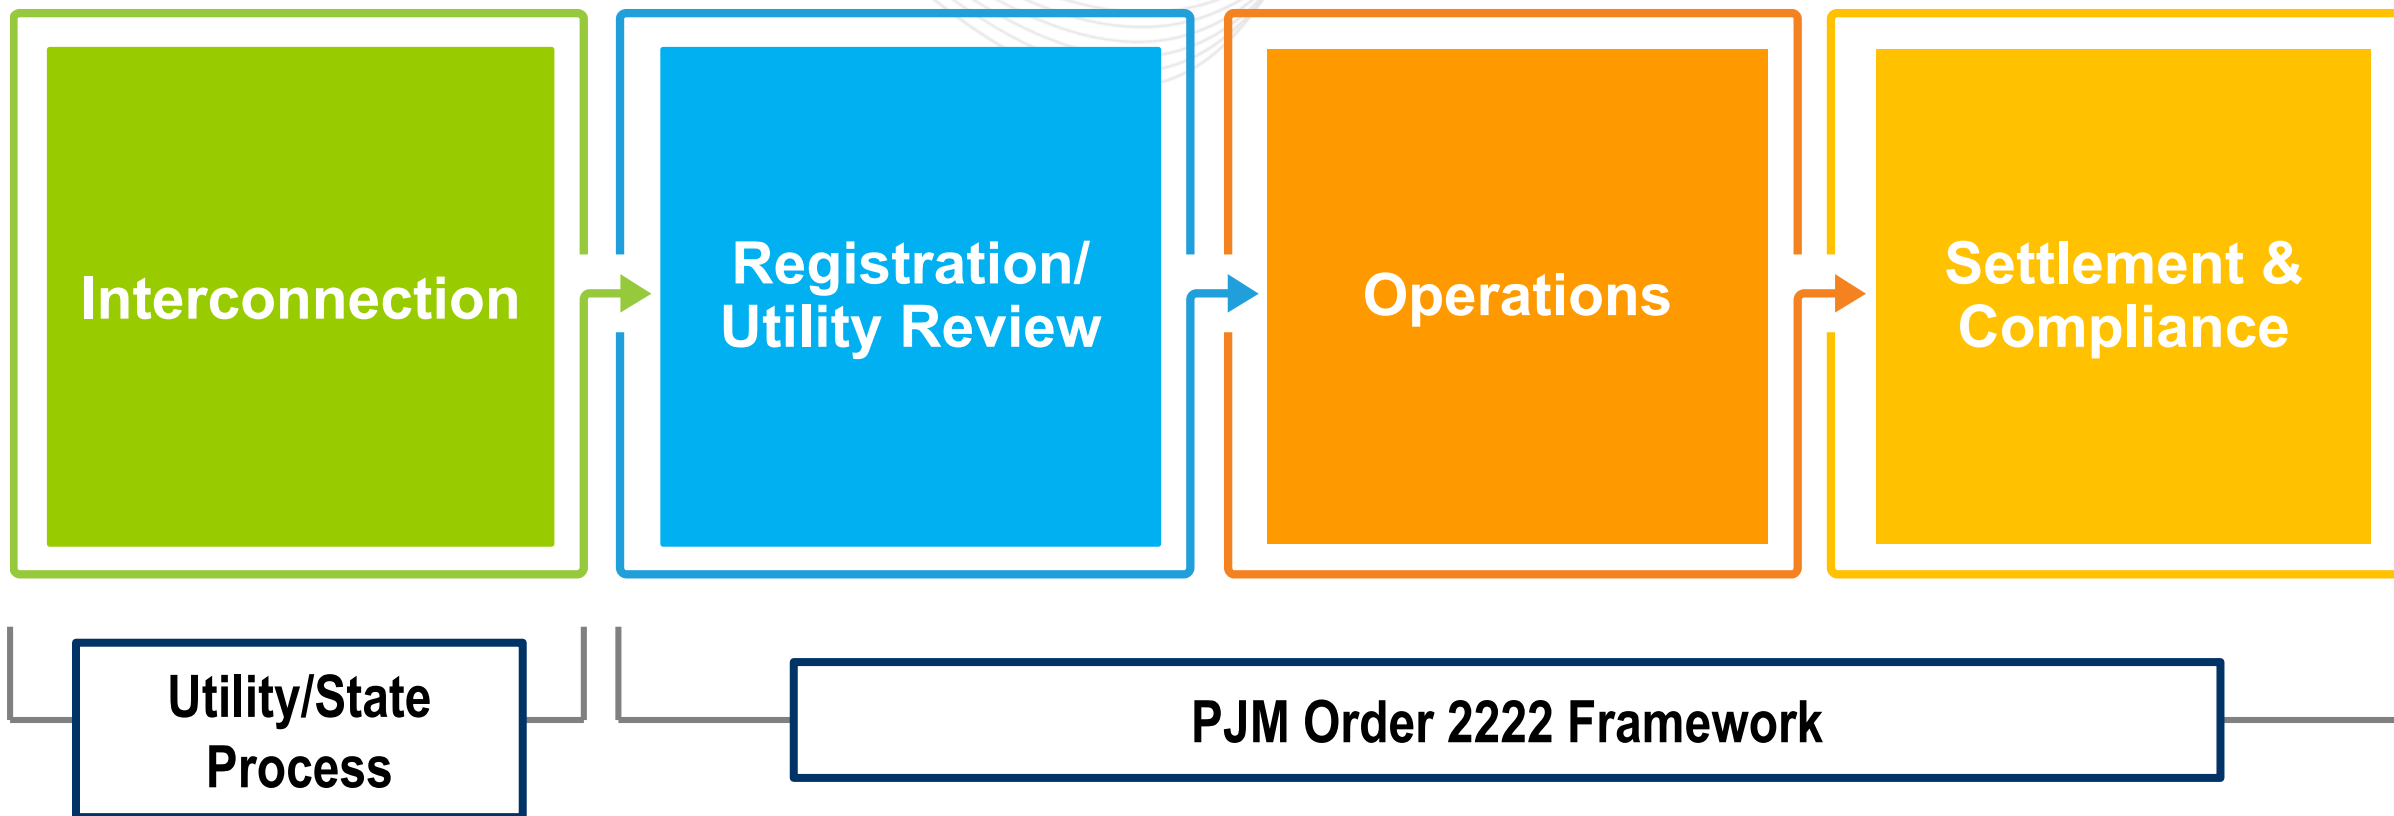 Interconnection
Registration/
Utility Review
Operations
Settlement &
Compliance
Utility/State
Process
PJM Order 2222 Framework